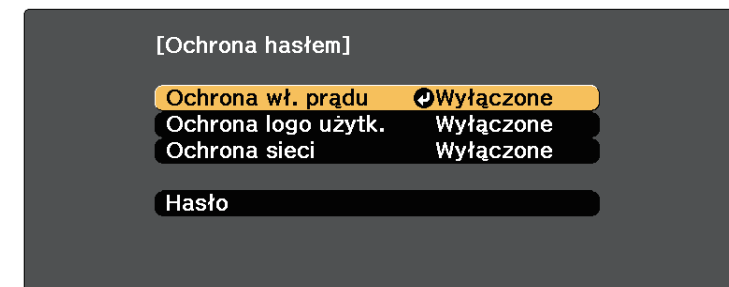 [Ochrona hasłem]
Ochrona wł. prądu Wyłączone
Ochrona logo użytk. Wyłączone
Ochrona sieci Wyłączone
Hasło